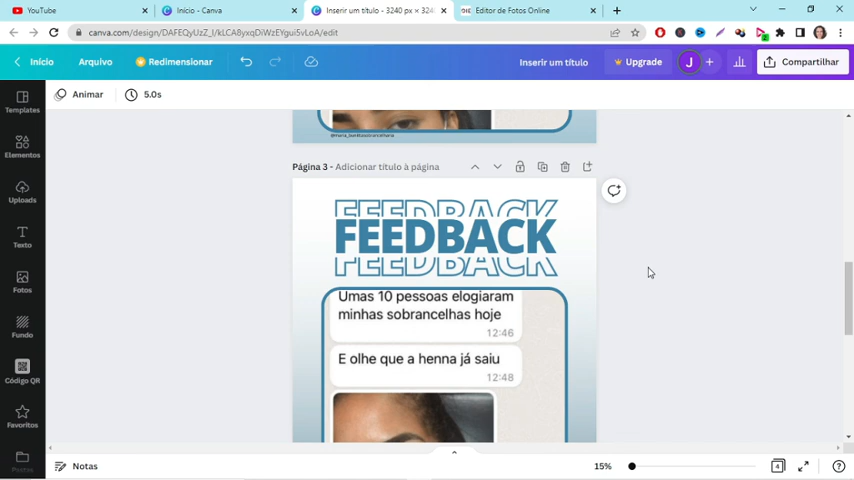 YouTube
Início - Canva
Inserir um título - 3240 px × 324
Editor de Fotos Online
canva.com/design/DAFEQyUzZ_I/kLCA8yxqDiWzEYgui5vLoA/edit
Início
Arquivo
Redimensionar
Inserir um título
Upgrade
J
Compartilhar
Templates
Animar
5.0s
Elementos
Uploads
Texto
Fotos
Fundo
Código QR
Favoritos
Pastas
Página 3 - Adicionar título à página
FEEDBACK
FEEDBACK
FEEDBACK
Umas 10 pessoas elogiaram
minhas sobrancelhas hoje
12:46
E olhe que a henna já saiu
12:48
Notas
15%
4